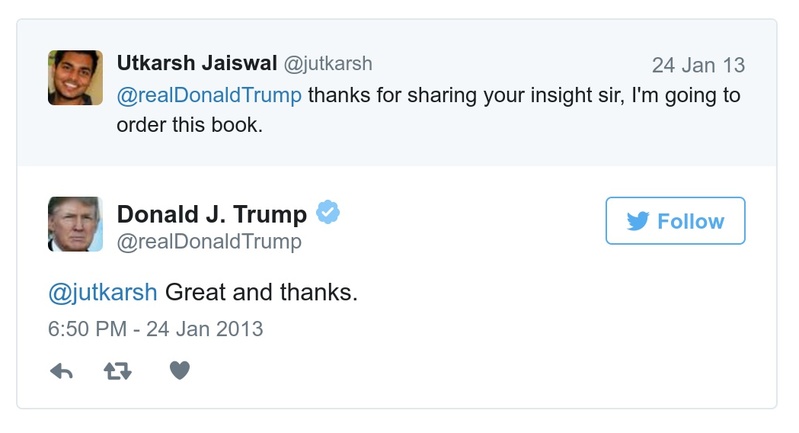 Utkarsh Jaiswal @jutkarsh 24 Jan 13
@realDonaldTrump thanks for sharing your insight sir, I'm going to
order this book.
Donald J. Trump
@realDonaldTrump
Follow
@jutkarsh Great and thanks.
6:50 PM - 24 Jan 2013